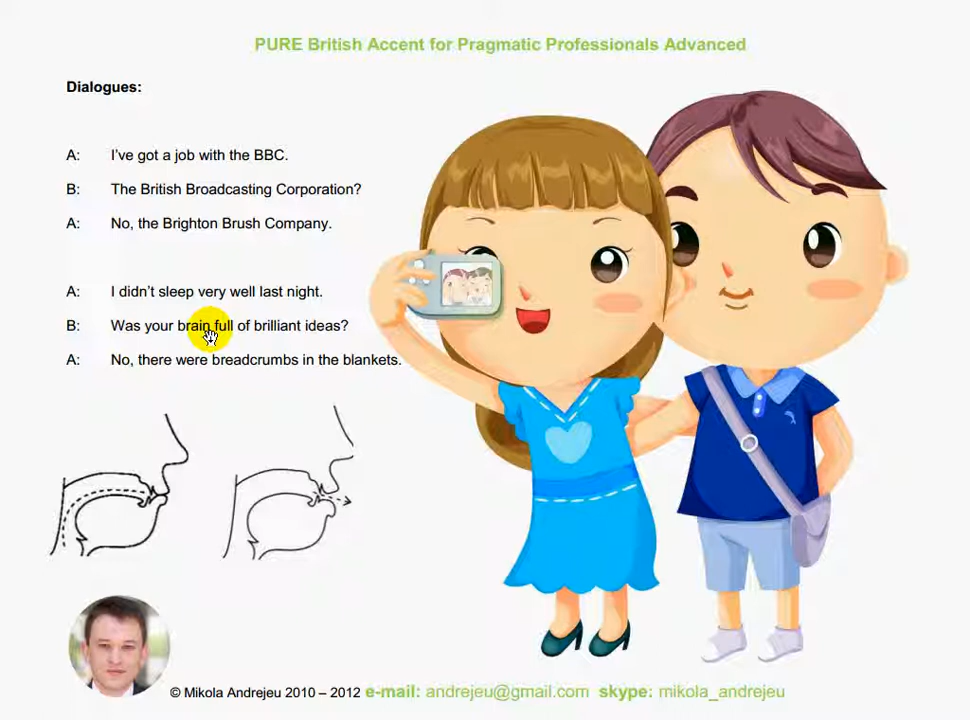 PURE British Accent for Pragmatic Professionals Advanced
Dialogues:
A: I've got a job with the BBC.
B: The British Broadcasting Corporation?
A: No, the Brighton Brush Company.
A: I didn't sleep very well last night.
B: Was your brain full of brilliant ideas?
A: No, there were breadcrumbs in the blankets.
© Mikola Andrejeu 2010 – 2012 e-mail: andrejeu@gmail.com skype: mikola_andrejeu